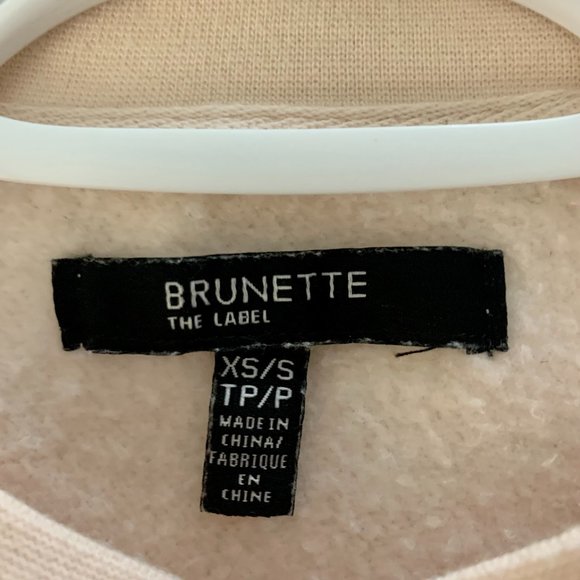 BRUNETTE
THE LABEL
XS/S
TP/P
MADE IN
CHINA/
FABRIQUE
EN
CHINE